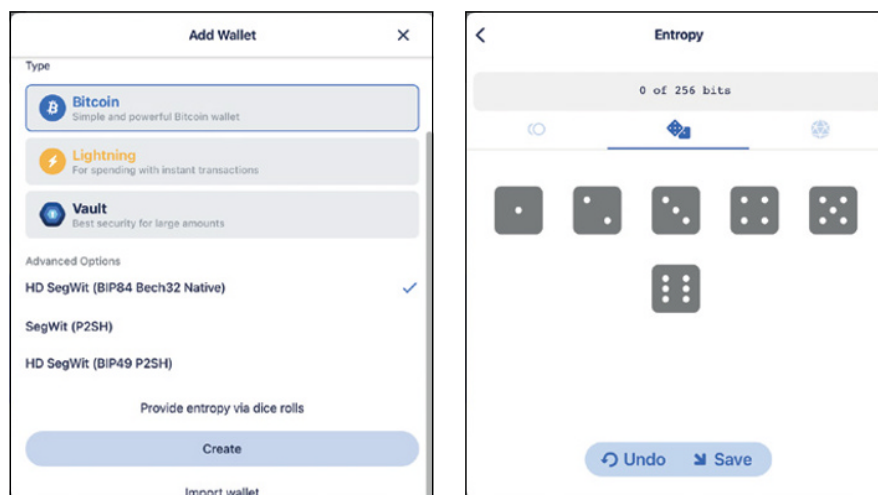 Add Wallet
Type
Bitcoin
Simple and powerful Bitcoin wallet
Lightning
For spending with instant transactions
Vault
Best security for large amounts
Advanced Options
HD SegWit (BIP84 Bech32 Native)
SegWit (P2SH)
HD SegWit (BIP49 P2SH)
Provide entropy via dice rolls
Create
Import wallet
Entropy
0 of 256 bits
Undo
Save